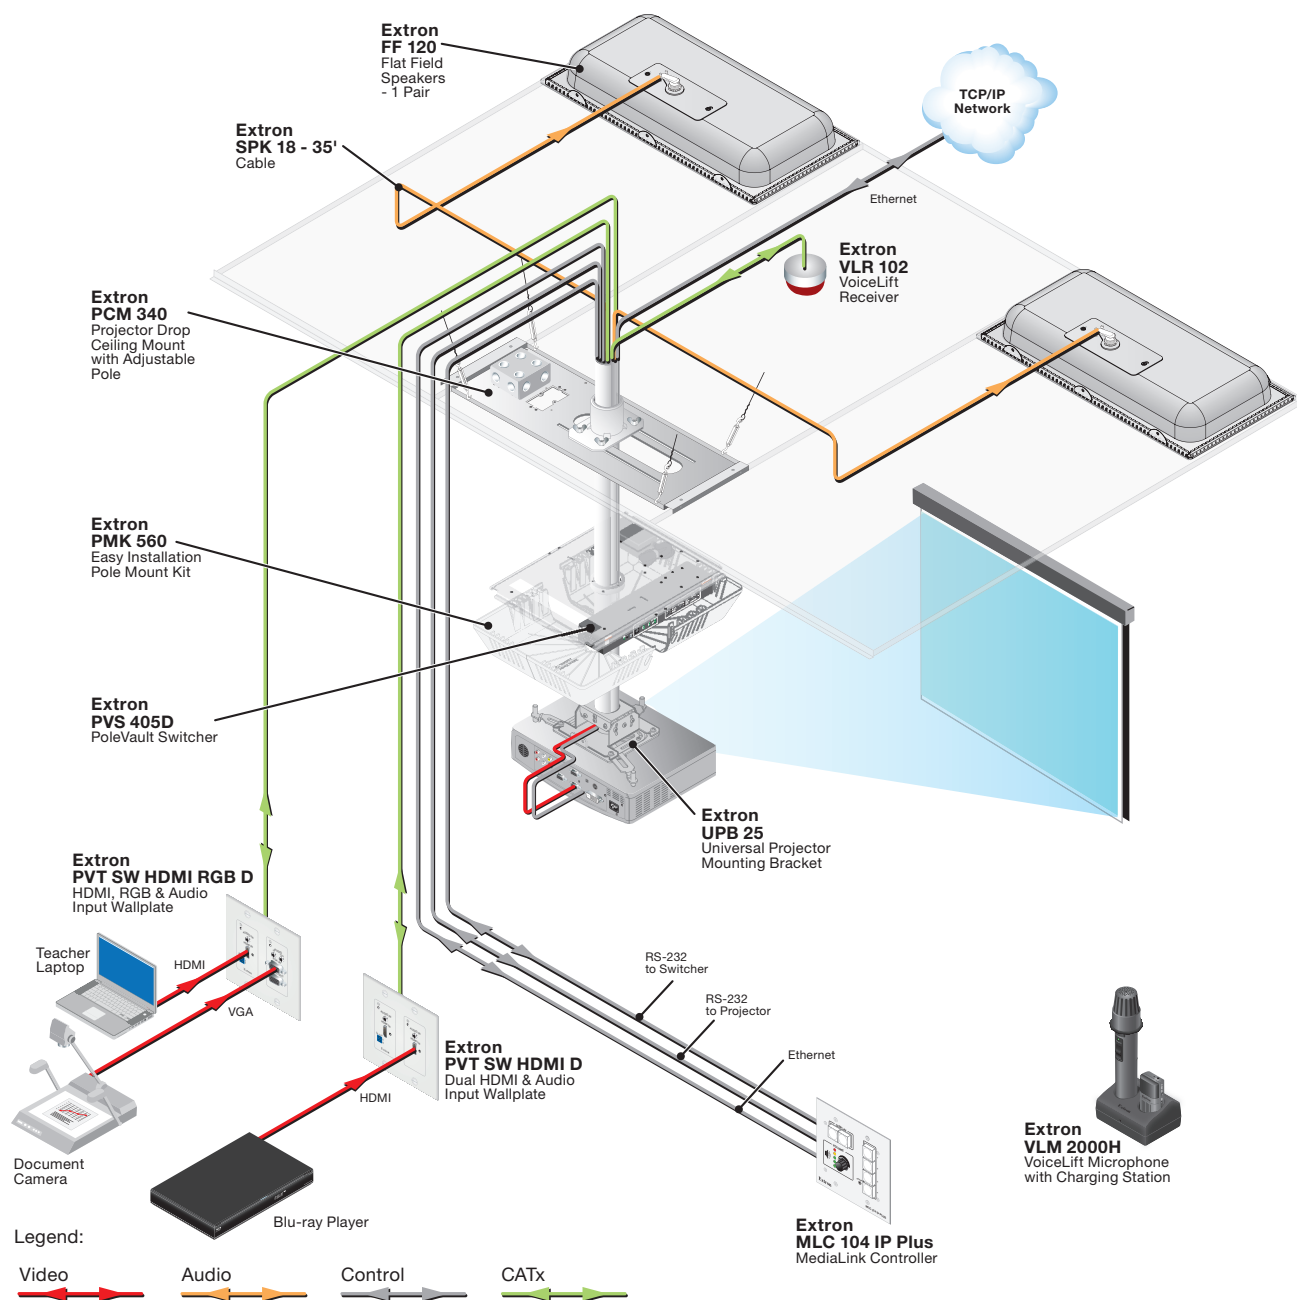 Extron
FF 120
Flat Field
Speakers
- 1 Pair
TCP/IP
Network
Extron
SPK 18 - 35'
Cable
Ethernet
Extron
VLR 102
VoiceLift
Receiver
Extron
PCM 340
Projector Drop
Ceiling Mount
with Adjustable
Pole
Extron
PMK 560
Easy Installation
Pole Mount Kit
Extron
PVS 405D
PoleVault Switcher
Extron
UPB 25
Universal Projector
Mounting Bracket
Extron
PVT SW HDMI RGB D
HDMI, RGB & Audio
Input Wallplate
Teacher
Laptop
HDMI
VGA
RS-232
to Switcher
RS-232
to Projector
Ethernet
Extron
PVT SW HDMI D
Dual HDMI & Audio
Input Wallplate
HDMI
Document
Camera
Blu-ray Player
Extron
VLM 2000H
VoiceLift Microphone
with Charging Station
Extron
MLC 104 IP Plus
MediaLink Controller
Legend:
Video
Audio
Control
CATx